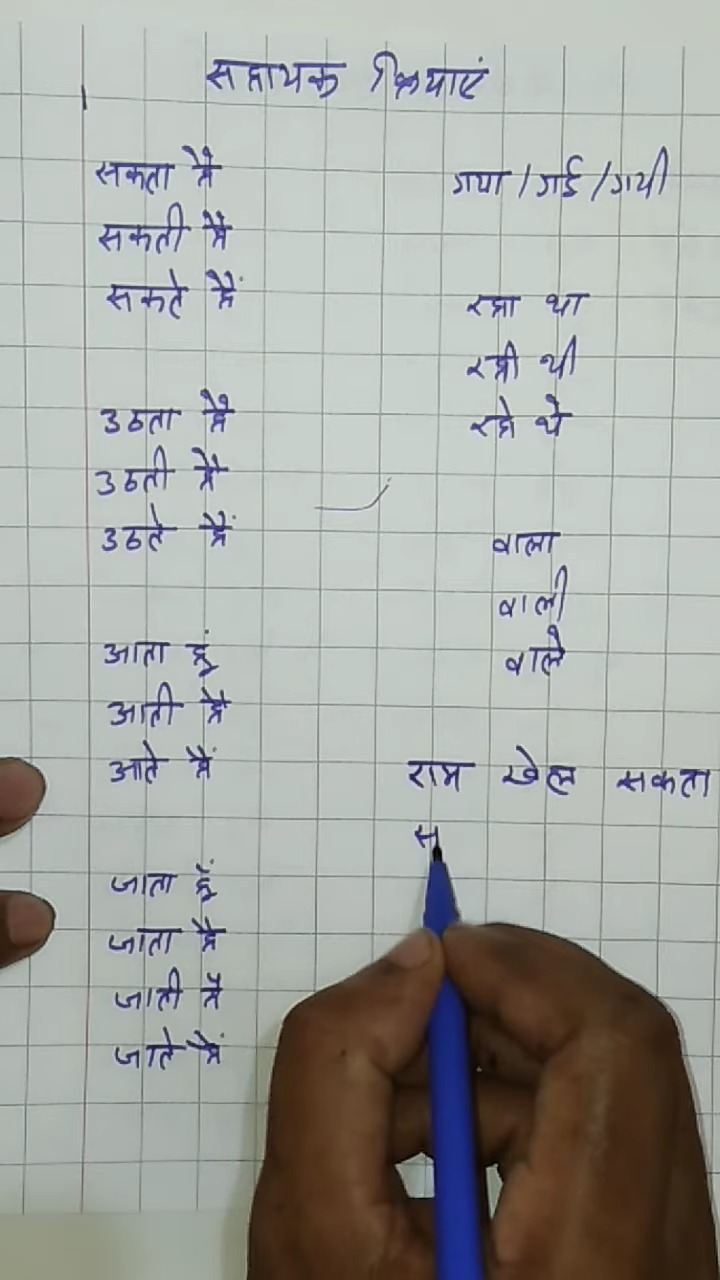 सहायक क्रियाएं
सकता है
सकती है
सकते हैं
उठता है
उठती है
उठते हैं
आता हूं
आती है
आते हैं
जाता हूं
जाता है
जाती है
जाते हैं
गया / गई / गयी
रहा था
रही थी
रहे थे
वाला
वाली
वाले
राम खेल सकता
स